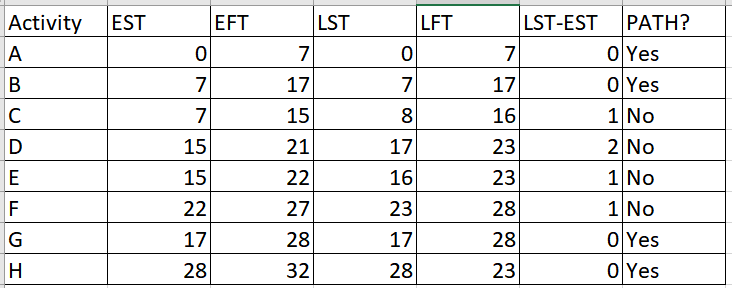 Activity EST EFT LST LFT LST-EST PATH?
A 0 7 0 7 0 Yes
B 7 17 7 17 0 Yes
C 7 15 8 16 1 No
D 15 21 17 23 2 No
E 15 22 16 23 1 No
F 22 27 23 28 1 No
G 17 28 17 28 0 Yes
H 28 32 28 23 0 Yes